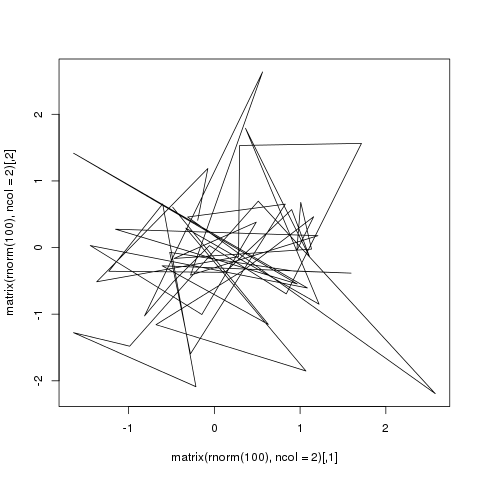 2
1
0
-1
-2
matrix(rnorm(100), ncol = 2)[,2]
-1 0 1 2
matrix(rnorm(100), ncol = 2)[,1]